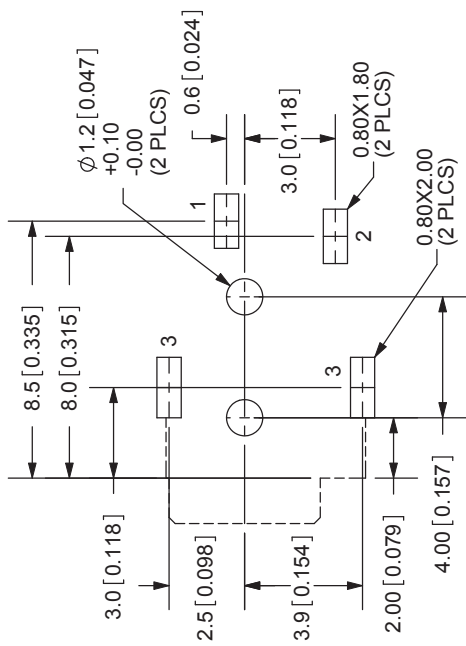 Ø1.2 [0.047]
+0.10
-0.00
(2 PLCS)
0.6 [0.024]
3.0 [0.118]
0.80X1.80
(2 PLCS)
0.80X2.00
(2 PLCS)
8.5 [0.335]
8.0 [0.315]
1
2
3
3
3.0 [0.118]
2.5 [0.098]
3.9 [0.154]
2.00 [0.079]
4.00 [0.157]